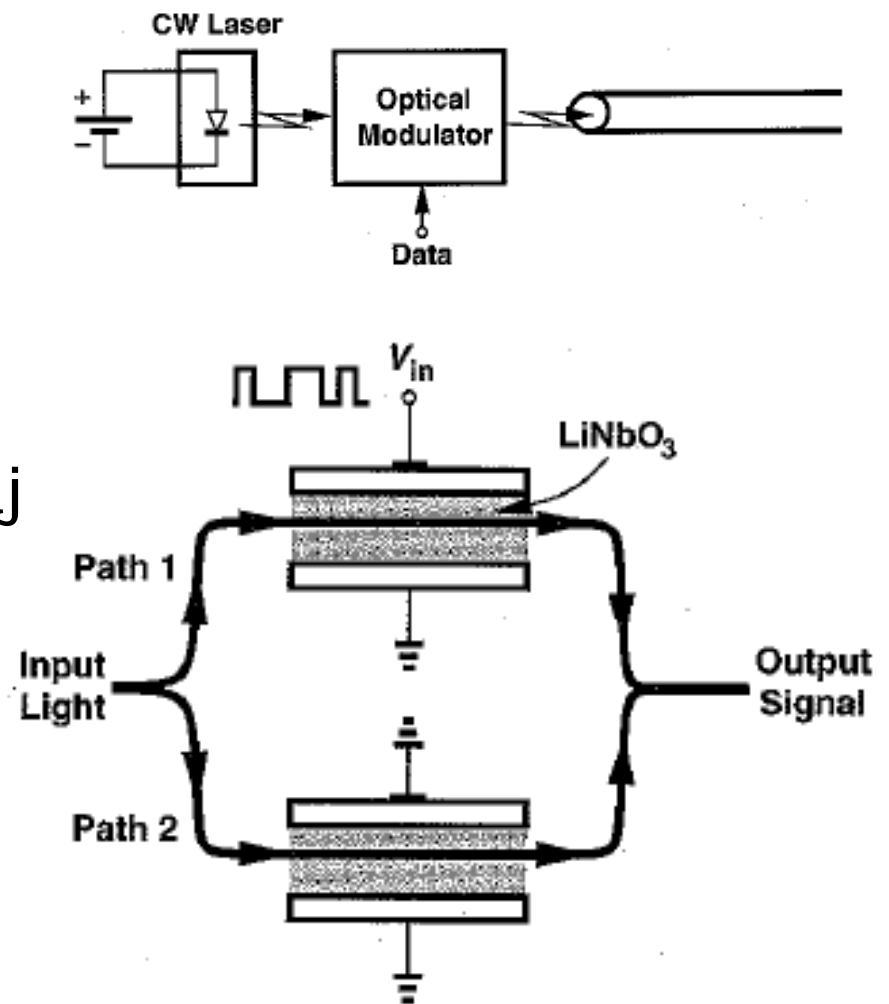 CW Laser
+
−
Optical
Modulator
Data
Vin
LiNbO3
j
Path 1
Input
Light
Output
Signal
Path 2